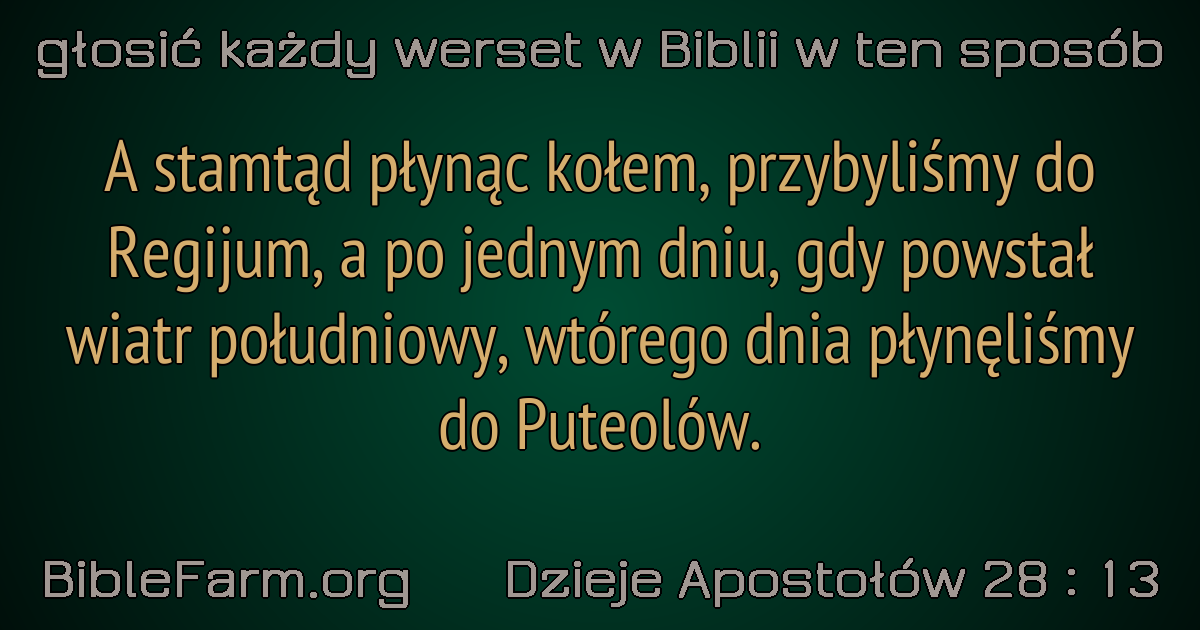 głosić każdy werset w Biblii w ten sposób
A stamtąd płynąc kołem, przybyliśmy do
Regijum, a po jednym dniu, gdy powstał
wiatr południowy, wtórego dnia płynęliśmy
do Puteolów.
BibleFarm.org Dzieje Apostołów 28 : 13